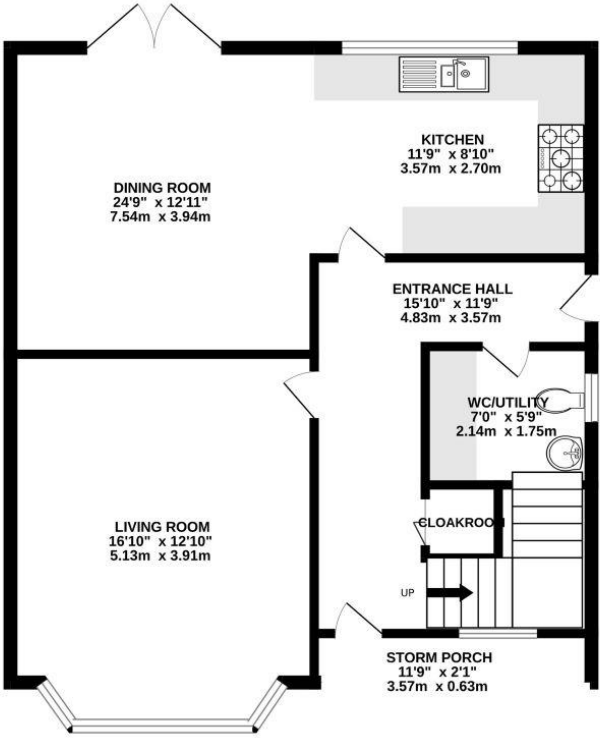 KITCHEN
11'9" x 8'10"
3.57m x 2.70m
DINING ROOM
24'9" x 12'11"
7.54m x 3.94m
ENTRANCE HALL
15'10" x 11'9"
4.83m x 3.57m
WC/UTILITY
7'0" x 5'9"
2.14m x 1.75m
LIVING ROOM
16'10" x 12'10"
5.13m x 3.91m
CLOAKROOM
UP
STORM PORCH
11'9" x 2'1"
3.57m x 0.63m